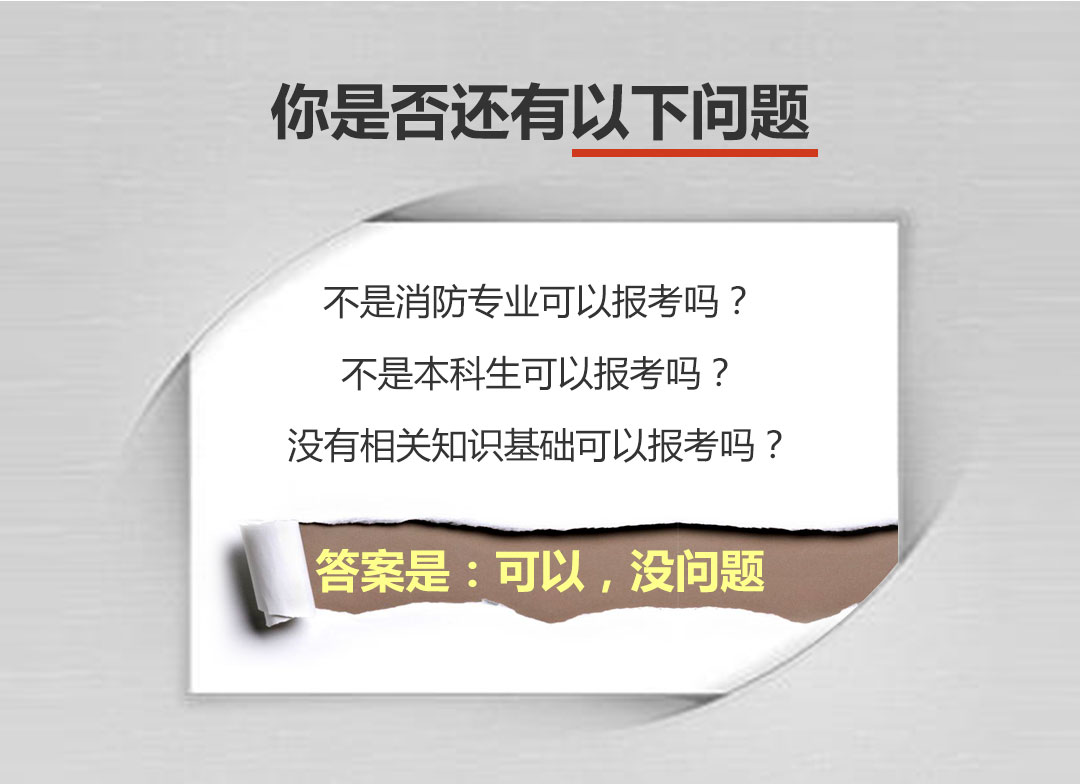 你是否还有以下问题
不是消防专业可以报考吗？
不是本科生可以报考吗？
没有相关知识基础可以报考吗？
答案是：可以，没问题